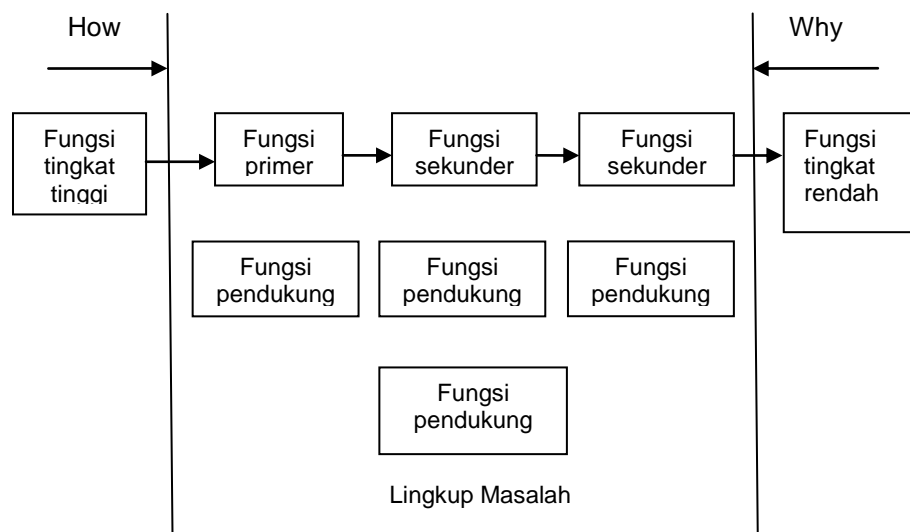 How
Why
Fungsi
tingkat
tinggi
Fungsi
primer
Fungsi
sekunder
Fungsi
sekunder
Fungsi
tingkat
rendah
Fungsi
pendukung
Fungsi
pendukung
Fungsi
pendukung
Fungsi
pendukung
Lingkup Masalah